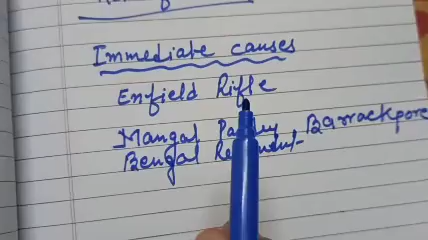 Immediate causes
Enfield Rifle
Mangal Barrackpore
Bengal